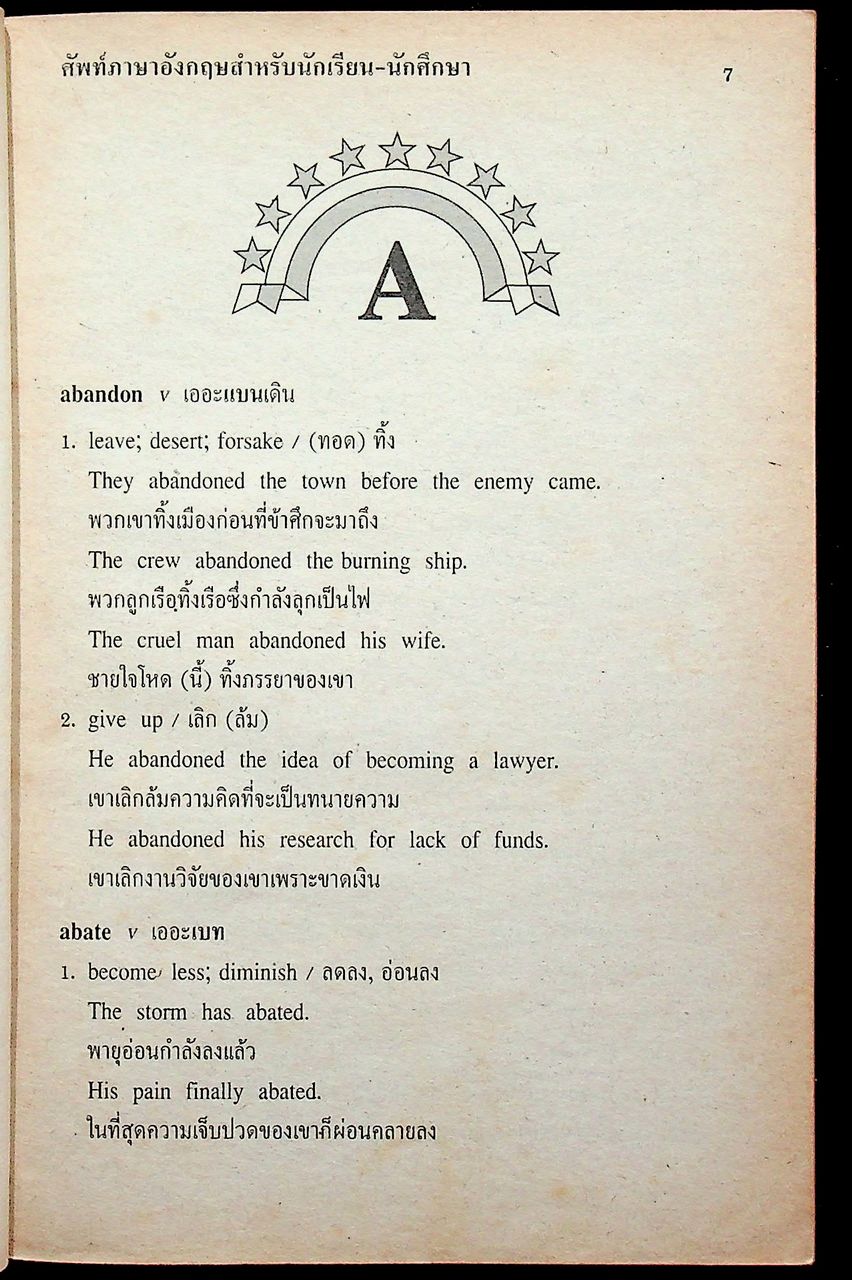 ศัพท์ภาษาอังกฤษสำหรับนักเรียน-นักศึกษา
7
A
abandon v เออะแบนเดิน
1. leave; desert; forsake / (ทอด) ทิ้ง
They abandoned the town before the enemy came.
พวกเขาทิ้งเมืองก่อนที่ข้าศึกจะมาถึง
The crew abandoned the burning ship.
พวกลูกเรือทิ้งเรือซึ่งกำลังลุกเป็นไฟ
The cruel man abandoned his wife.
ชายใจโหด (นี้) ทิ้งภรรยาของเขา
2. give up / เลิก (ล้ม)
He abandoned the idea of becoming a lawyer.
เขาเลิกล้มความคิดที่จะเป็นทนายความ
He abandoned his research for lack of funds.
เขาเลิกงานวิจัยของเขาเพราะขาดเงิน
abate v เออะเบท
1. become less; diminish / ลดลง, อ่อนลง
The storm has abated.
พายุอ่อนกำลังลงแล้ว
His pain finally abated.
ในที่สุดความเจ็บปวดของเขาก็ผ่อนคลายลง